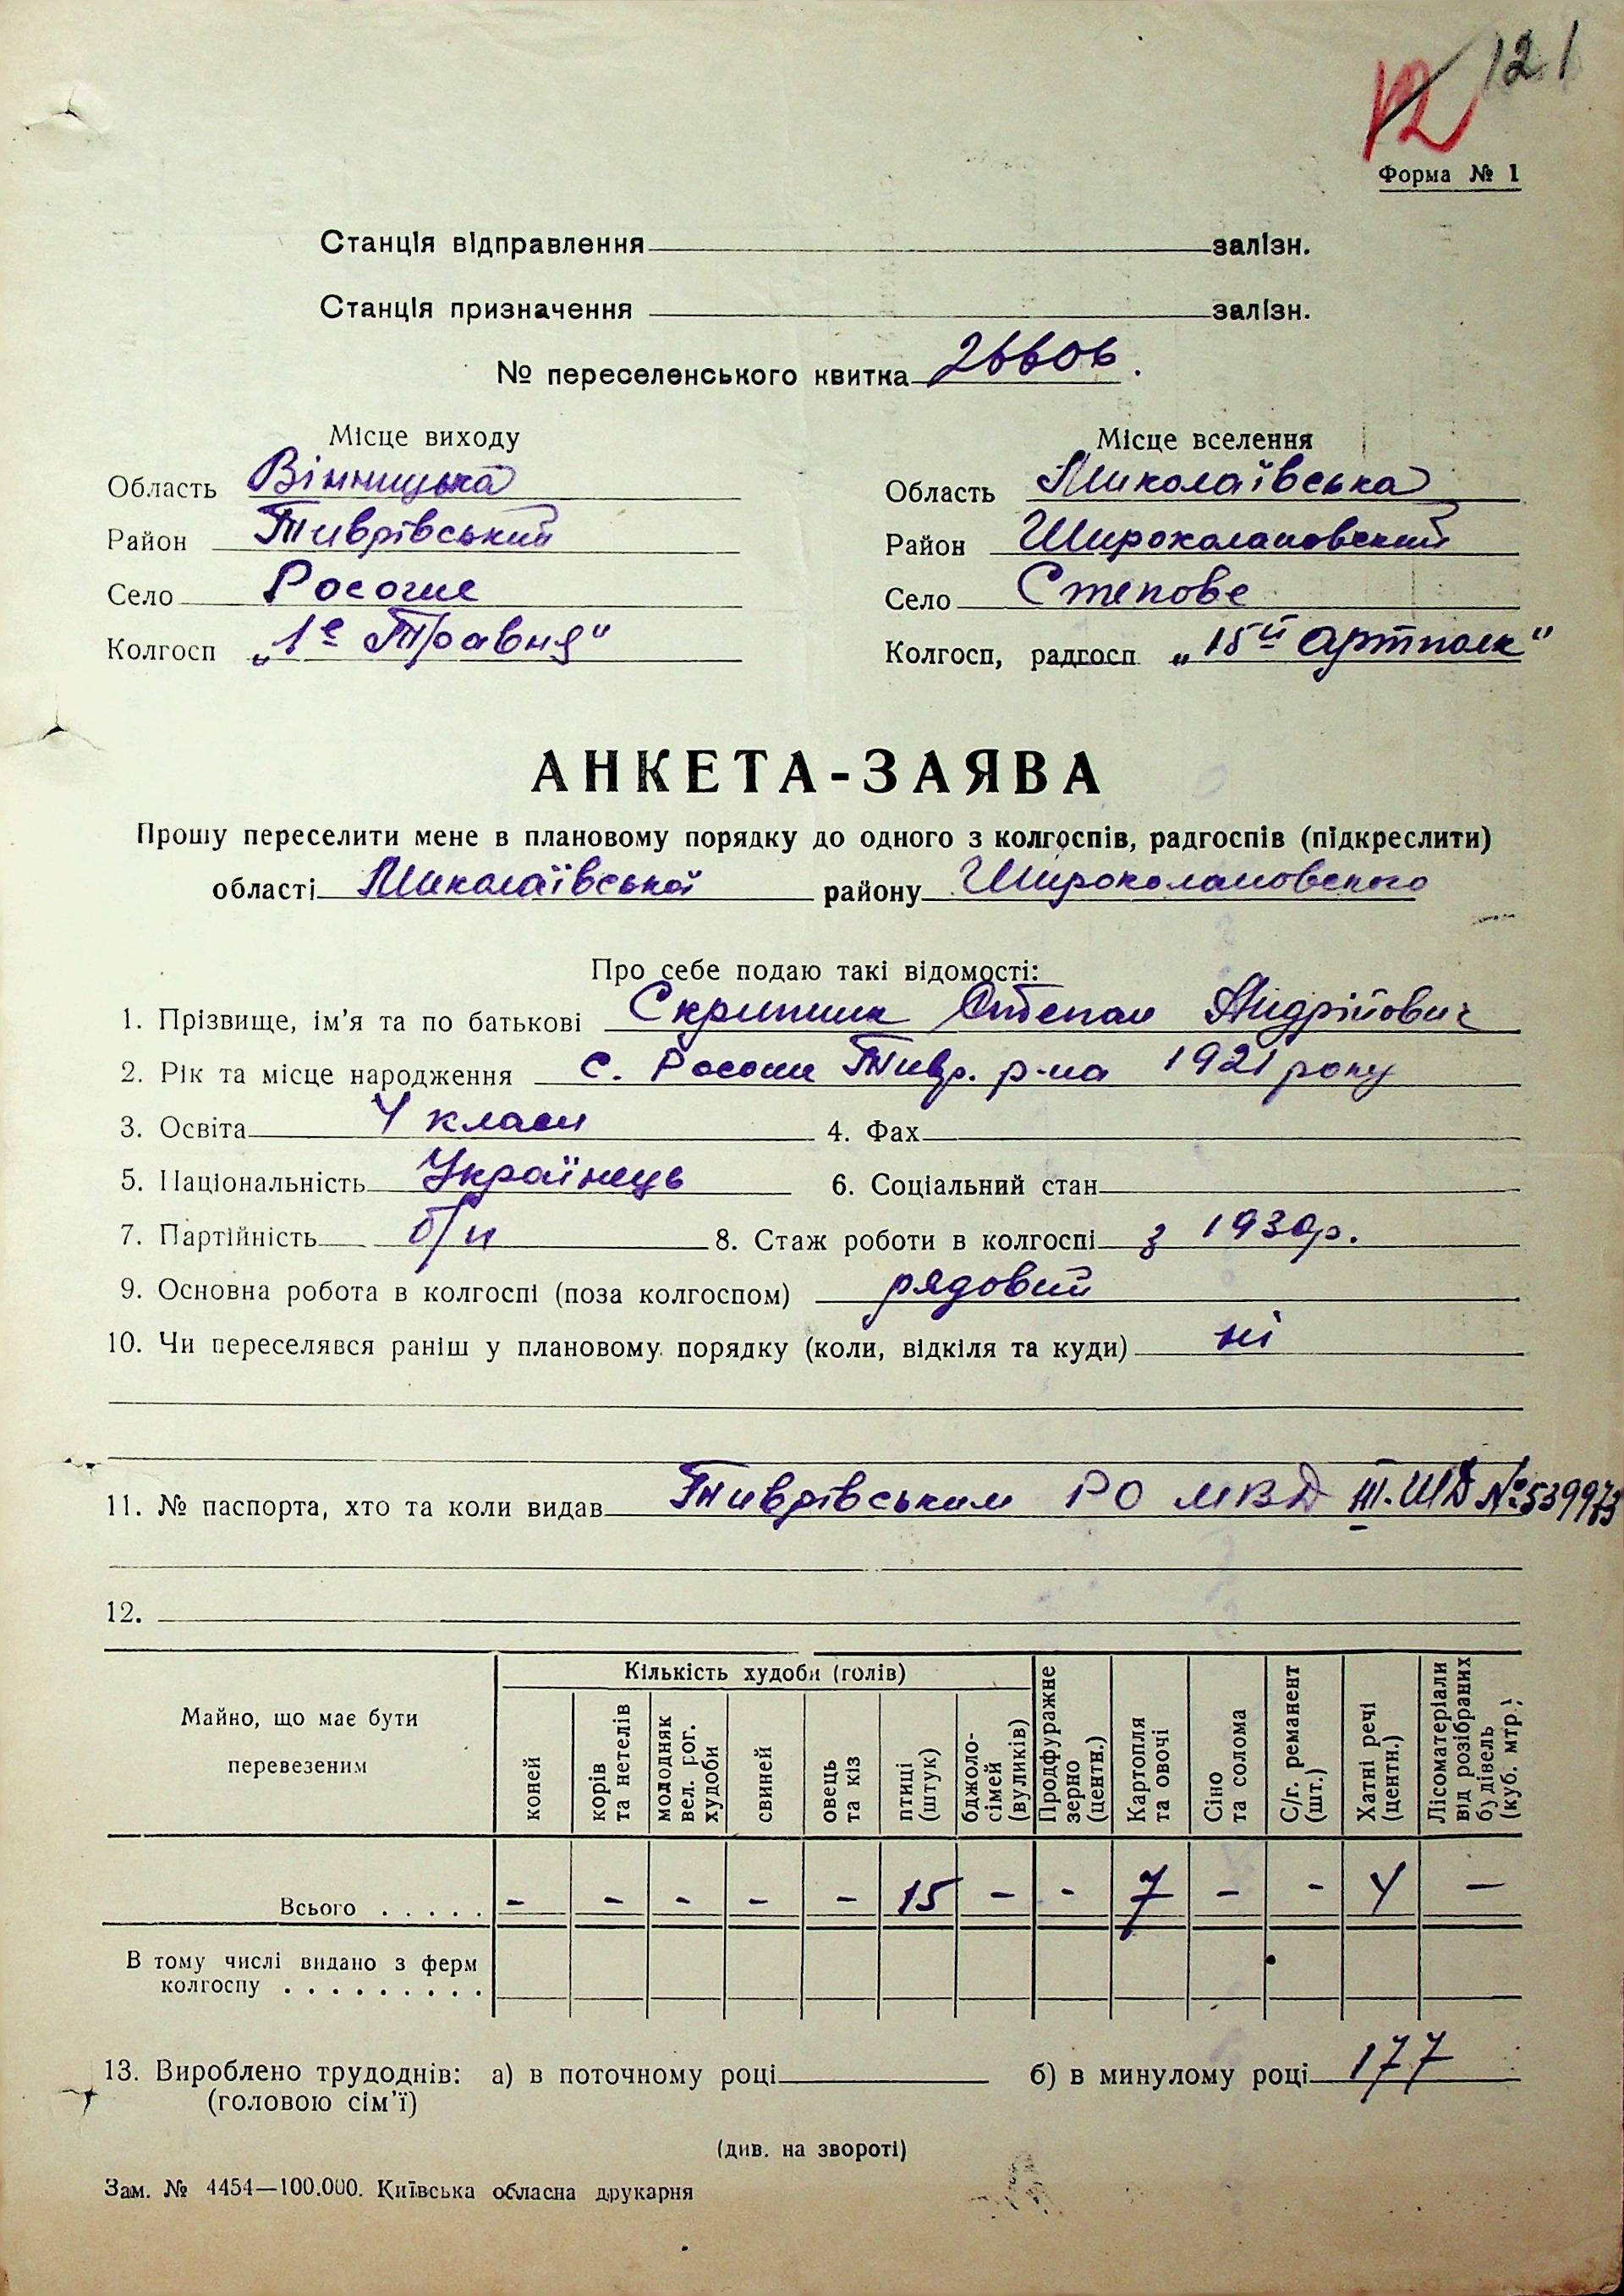 12 121
Форма № 1
Станція відправлення залізн.
Станція призначення залізн.
№ переселенського квитка 26606.
Місце виходу
Область Вінницька
Район Тиврівський
Село Росоше
Колгосп „1е Травня"
Місце вселення
Область Миколаївська
Район Широколановский
Село Степове
Колгосп, радгосп „15й артполк"
АНКЕТА-ЗАЯВА
Прошу переселити мене в плановому порядку до одного з колгоспів, радгоспів (підкреслити)
області Миколаївської району Широколановского
Про себе подаю такі відомості:
1. Прізвище, ім'я та по батькові Скрипник Степан Андрійович
2. Рік та місце народження с. Росоши Тивр. р-на 1921 року
3. Освіта 4 класи 4. Фах
5. Національність Українець 6. Соціальний стан
7. Партійність б/п 8. Стаж роботи в колгоспі з 1930р.
9. Основна робота в колгоспі (поза колгоспом) рядовий
10. Чи переселявся раніш у плановому порядку (коли, відкіля та куди) ні
11. № паспорта, хто та коли видав Тиврівським РО МВД III. ШД № 539973
12.
Майно, що має бути перевезеним
Кількість худоби (голів)
коней
корів та нетелів
молодняк вел. рог. худоби
свиней
овець та кіз
птиці (штук)
бджоло-сімей (вуликів)
Продфуражне зерно (центн.)
Картопля та овочі
Сіно та солома
С/г. реманент (шт.)
Хатні речі (центн.)
Лісоматеріали від розібраних будівель (куб. мтр.)
Всього . . . . . - - - - - 15 - - 7 - - 4 -
В тому числі видано з ферм
колгоспу . . . . . . . . .
13. Вироблено трудоднів: а) в поточному році б) в минулому році 177
(головою сім'ї)
(див. на звороті)
Зам. № 4454—100.000. Київська обласна друкарня